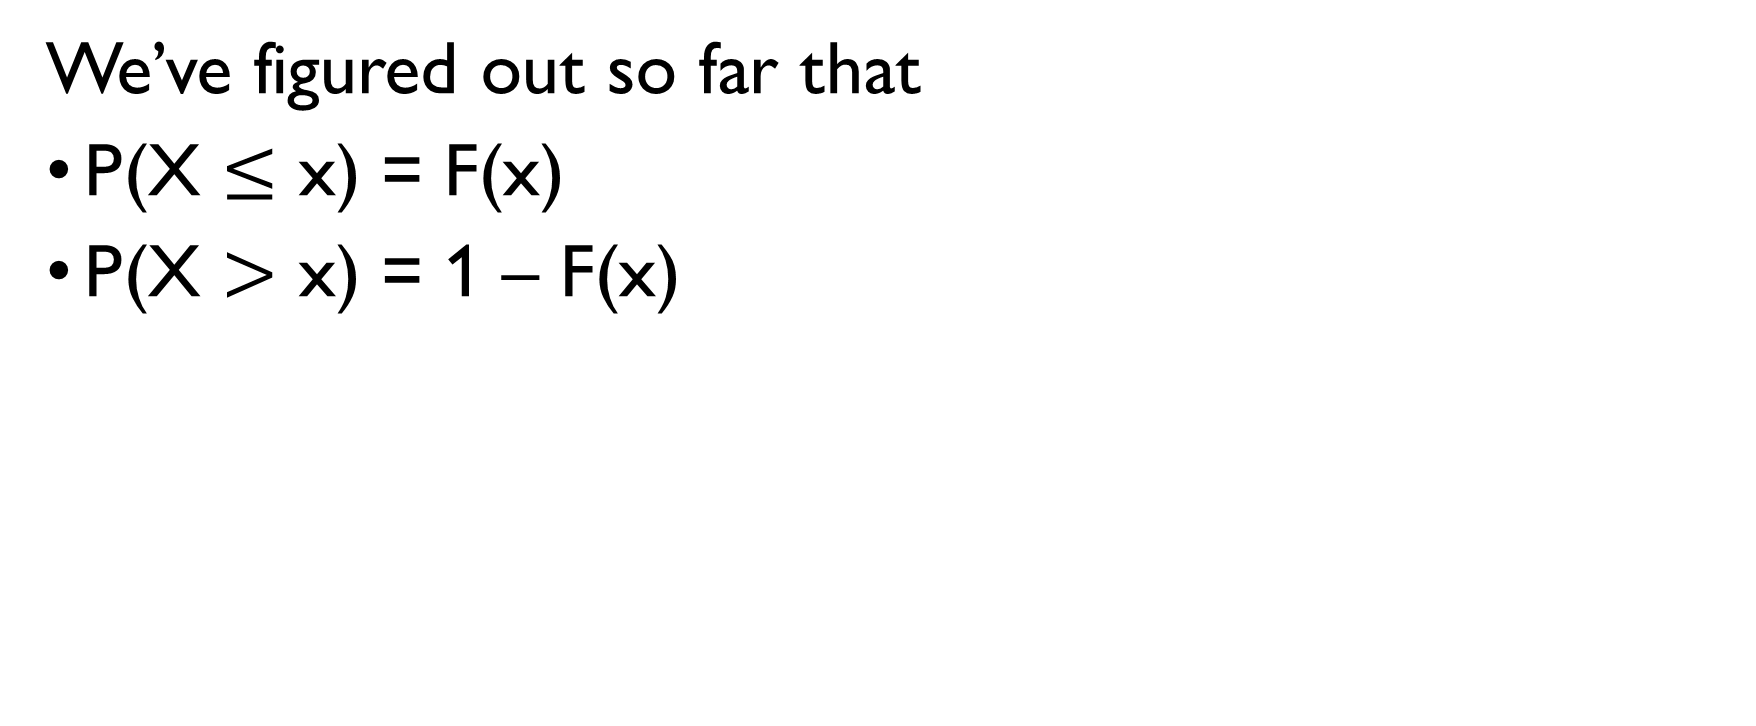 We’ve figured out so far that
• P(X ≤ x) = F(x)
• P(X > x) = 1 – F(x)